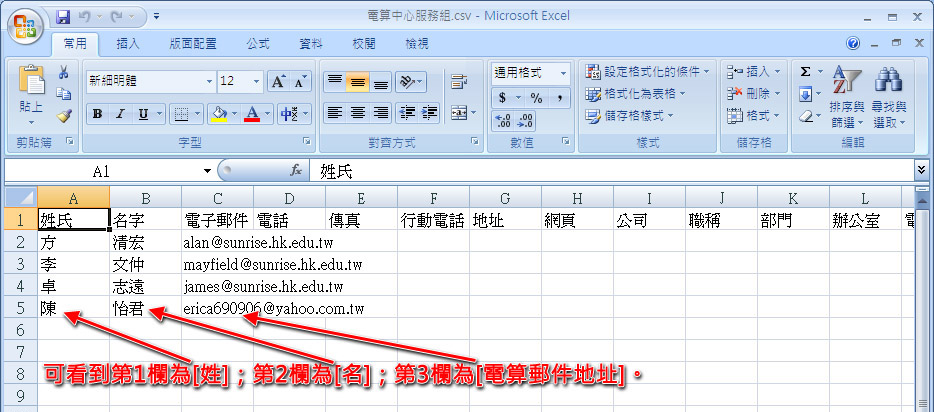 電算中心服務組.csv - Microsoft Excel
常用 插入 版面配置 公式 資料 校閱 檢視
貼上 新細明體 12 A A 通用格式 設定格式化的條件 插入 Σ
B I U A 中 $ % , 格式化為表格 刪除 排序與 尋找與
.00 .0 儲存格樣式 格式 篩選 選取
剪貼簿 字型 對齊方式 數值 樣式 儲存格 編輯
A1 fx 姓氏
A B C D E F G H I J K L
1 姓氏 名字 電子郵件 電話 傳真 行動電話 地址 網頁 公司 職稱 部門 辦公室
2 方 清宏 alan@sunrise.hk.edu.tw
3 李 文仲 mayfield@sunrise.hk.edu.tw
4 卓 志遠 james@sunrise.hk.edu.tw
5 陳 怡君 erica690906@yahoo.com.tw
6
7
8 可看到第1欄為[姓]；第2欄為[名]；第3欄為[電算郵件地址]。
9